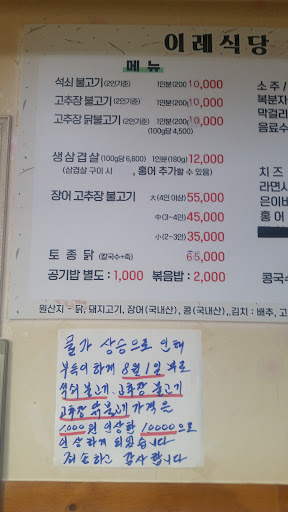 이레식당
메 뉴
석쇠 불고기(2인기준) 1인분(200 10,000
고추장 불고기(2인기준) 1인분(200 10,000
고추장 닭불고기(2인기준) 1인분(200 10,000
(100g당 4,500)
생삼겹살(100g당 6,600) 1인분(180g) 12,000
(삼겹살 구이 시 , 홍어 추가할 수 있음)
장어 고추장 불고기 大(4인 이상) 55,000
中(3~4인) 45,000
小(2~3인) 35,000
토 종 닭 (칼국수+죽) 65,000
공기밥 별도 : 1,000 볶음밥 : 2,000
소 주 /
복분자
막걸리
음료수
치 즈
라면사
은이버
홍 어
콩국수
원산지 - 닭, 돼지고기, 장어(국내산), 콩(국내산), 김치 : 배추, 고
물가 상승으로 인해
부득이하게 8월 1일 부로
석쇠불고기, 고추장 불고기
고추장 닭불고기 가격은
1000원 인상한 10000으로
인상하게 되었습니다
죄송하고 감사합니다